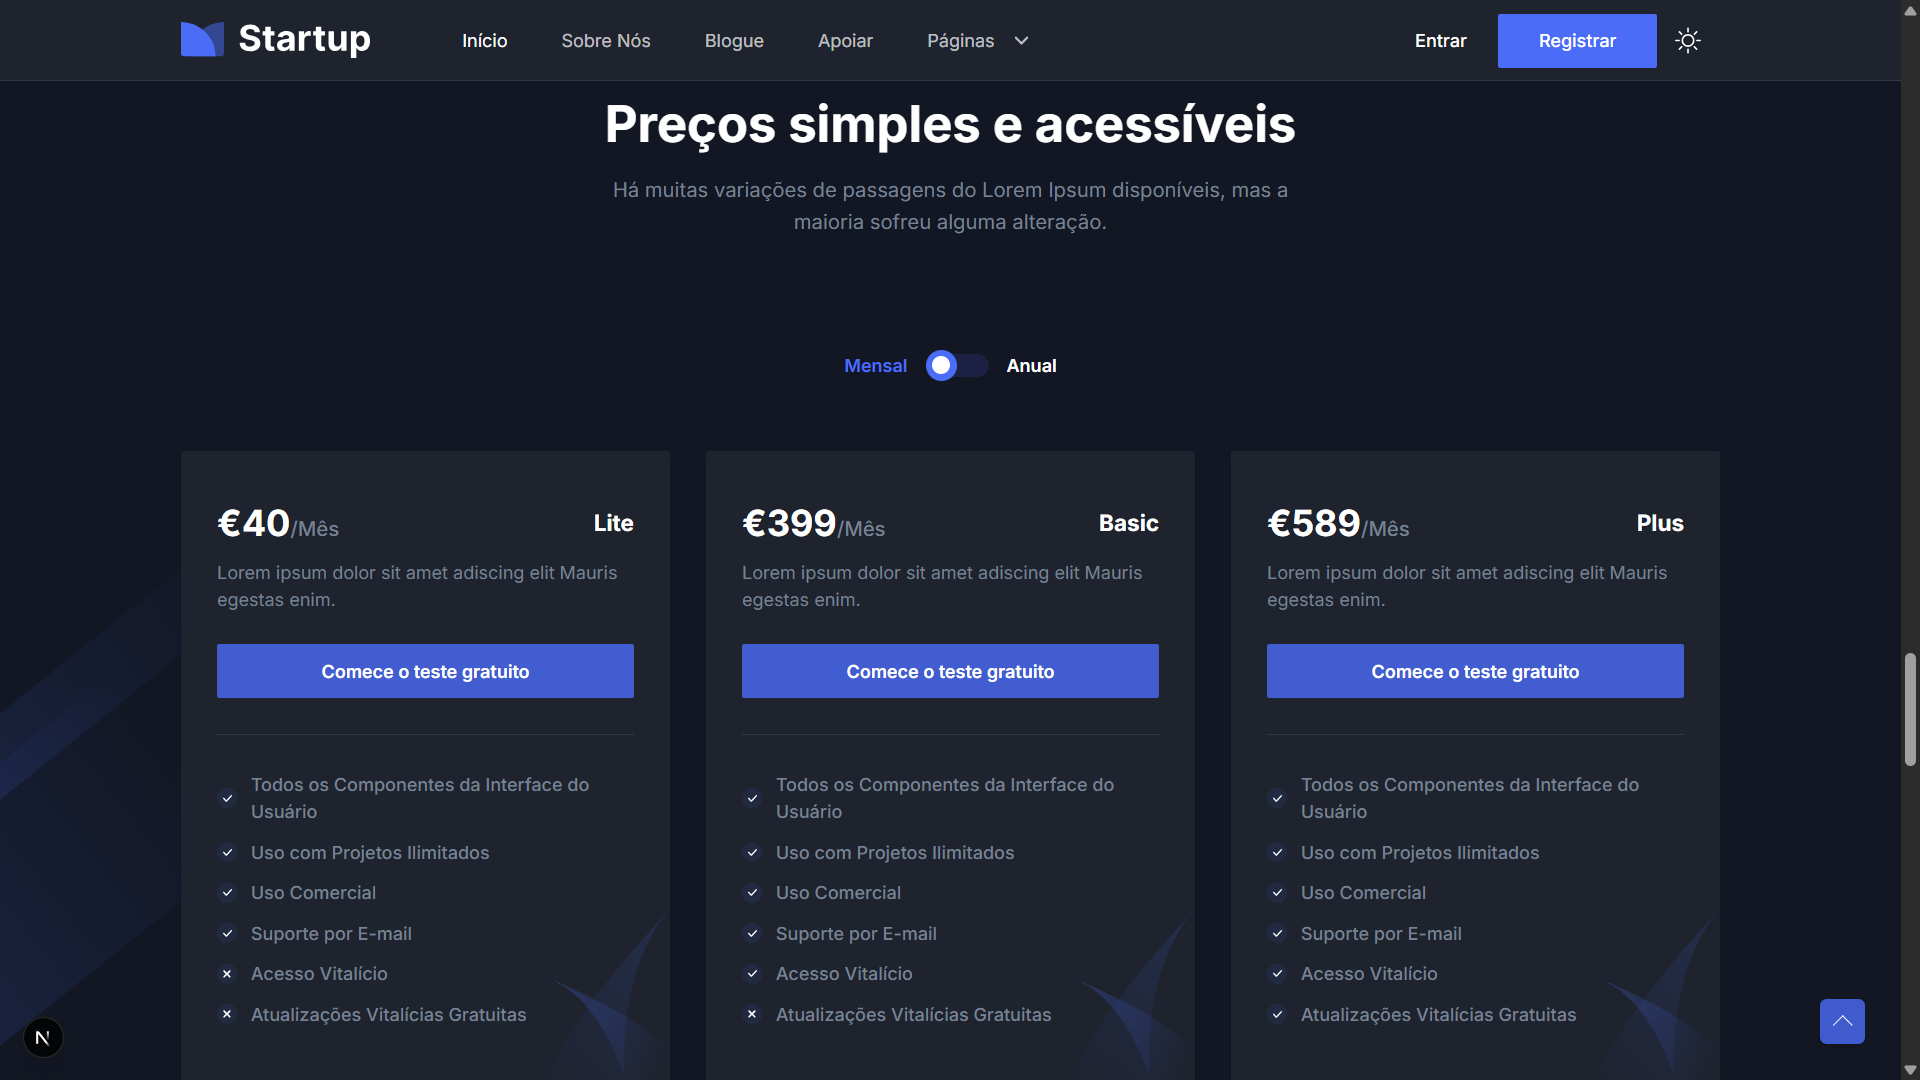 Startup
Início
Sobre Nós
Blogue
Apoiar
Páginas
Entrar
Registrar
Preços simples e acessíveis
Há muitas variações de passagens do Lorem Ipsum disponíveis, mas a
maioria sofreu alguma alteração.
Mensal
Anual
€40/Mês
Lite
Lorem ipsum dolor sit amet adiscing elit Mauris
egestas enim.
Comece o teste gratuito
Todos os Componentes da Interface do
Usuário
Uso com Projetos Ilimitados
Uso Comercial
Suporte por E-mail
Acesso Vitalício
Atualizações Vitalícias Gratuitas
€399/Mês
Basic
Lorem ipsum dolor sit amet adiscing elit Mauris
egestas enim.
Comece o teste gratuito
Todos os Componentes da Interface do
Usuário
Uso com Projetos Ilimitados
Uso Comercial
Suporte por E-mail
Acesso Vitalício
Atualizações Vitalícias Gratuitas
€589/Mês
Plus
Lorem ipsum dolor sit amet adiscing elit Mauris
egestas enim.
Comece o teste gratuito
Todos os Componentes da Interface do
Usuário
Uso com Projetos Ilimitados
Uso Comercial
Suporte por E-mail
Acesso Vitalício
Atualizações Vitalícias Gratuitas
N